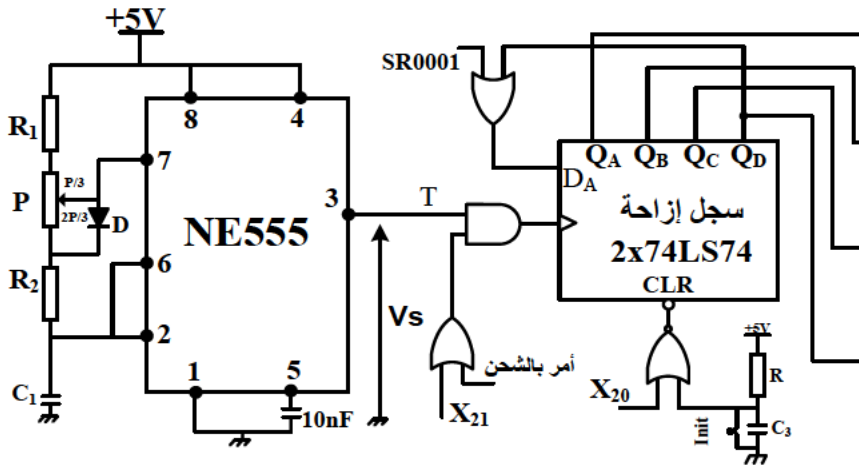 +5V
SR0001
R1
8
4
QA
QB
QC
QD
7
DA
P
P/3
2P/3
D
3
T
سجل إزاحة
NE555
2x74LS74
6
R2
CLR
2
Vs
+5V
أمر بالشحن
R
1
5
C1
10nF
X20
X21
Init
C3